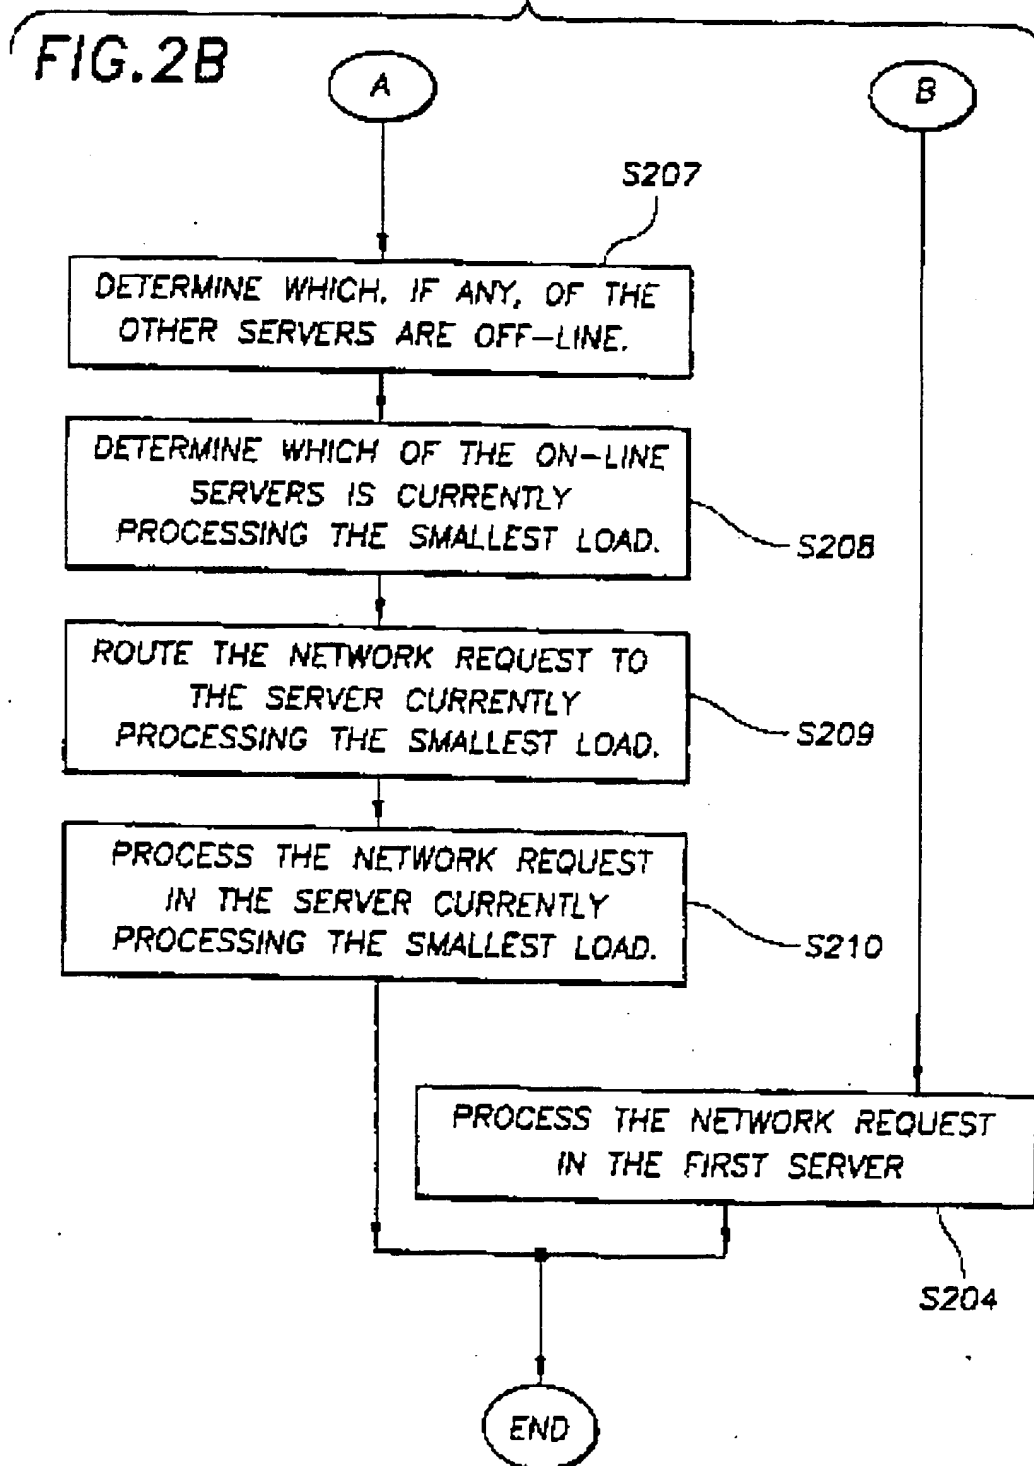 FIG.2B
A
B
S207
DETERMINE WHICH, IF ANY, OF THE
OTHER SERVERS ARE OFF-LINE.
DETERMINE WHICH OF THE ON-LINE
SERVERS IS CURRENTLY
PROCESSING THE SMALLEST LOAD.
S208
ROUTE THE NETWORK REQUEST TO
THE SERVER CURRENTLY
PROCESSING THE SMALLEST LOAD.
S209
PROCESS THE NETWORK REQUEST
IN THE SERVER CURRENTLY
PROCESSING THE SMALLEST LOAD.
S210
PROCESS THE NETWORK REQUEST
IN THE FIRST SERVER
S204
END